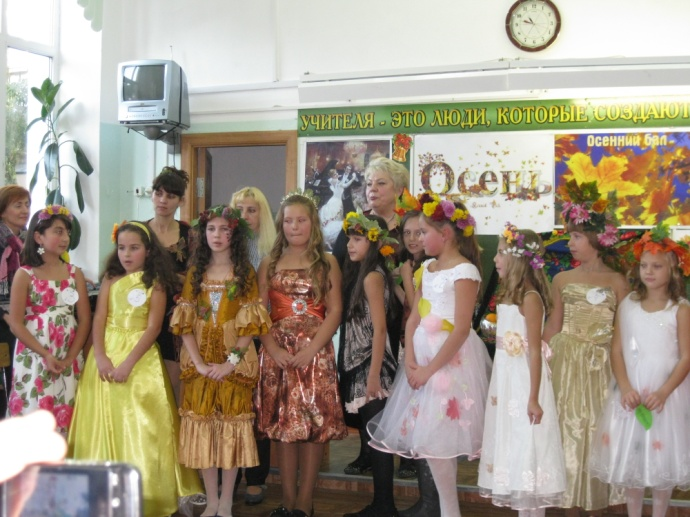 УЧИТЕЛЯ - ЭТО ЛЮДИ, КОТОРЫЕ СОЗДАЮТ
Осенний бал
Осень